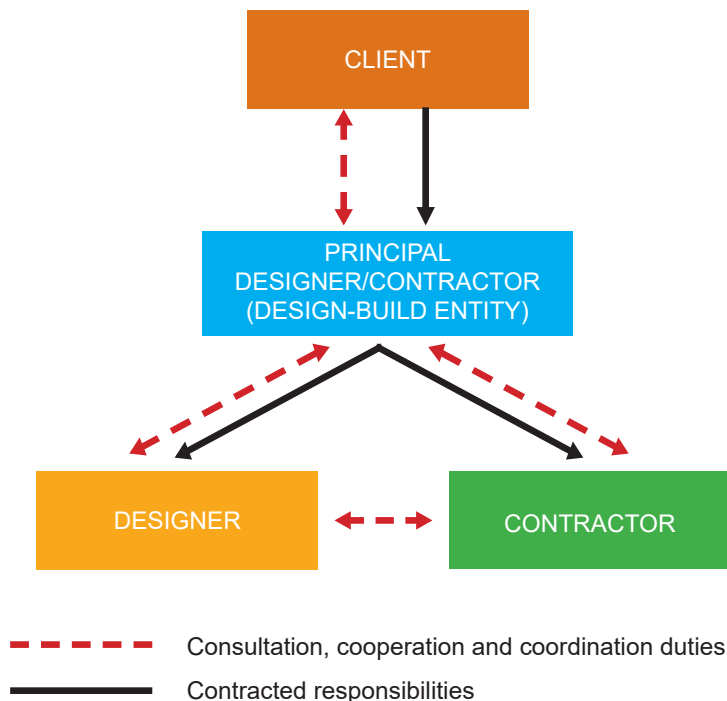 CLIENT
PRINCIPAL
DESIGNER/CONTRACTOR
(DESIGN-BUILD ENTITY)
DESIGNER
CONTRACTOR
Consultation, cooperation and coordination duties
Contracted responsibilities